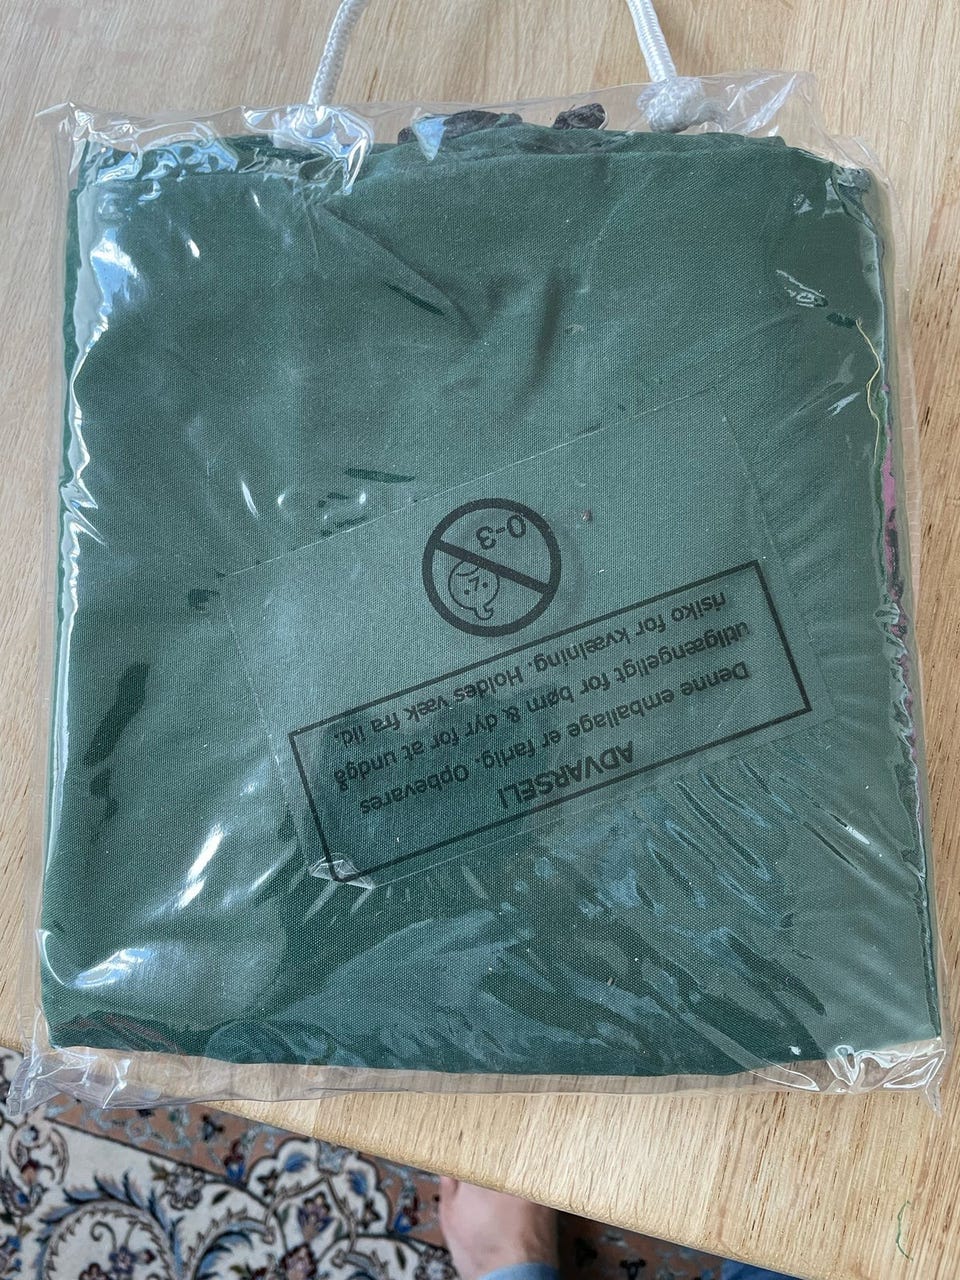 ADVARSEL!
Denne emballage er farlig. Opbevares
utilgængeligt for børn & dyr for at undgå
risiko for kvælning. Holdes væk fra ild.
0-3